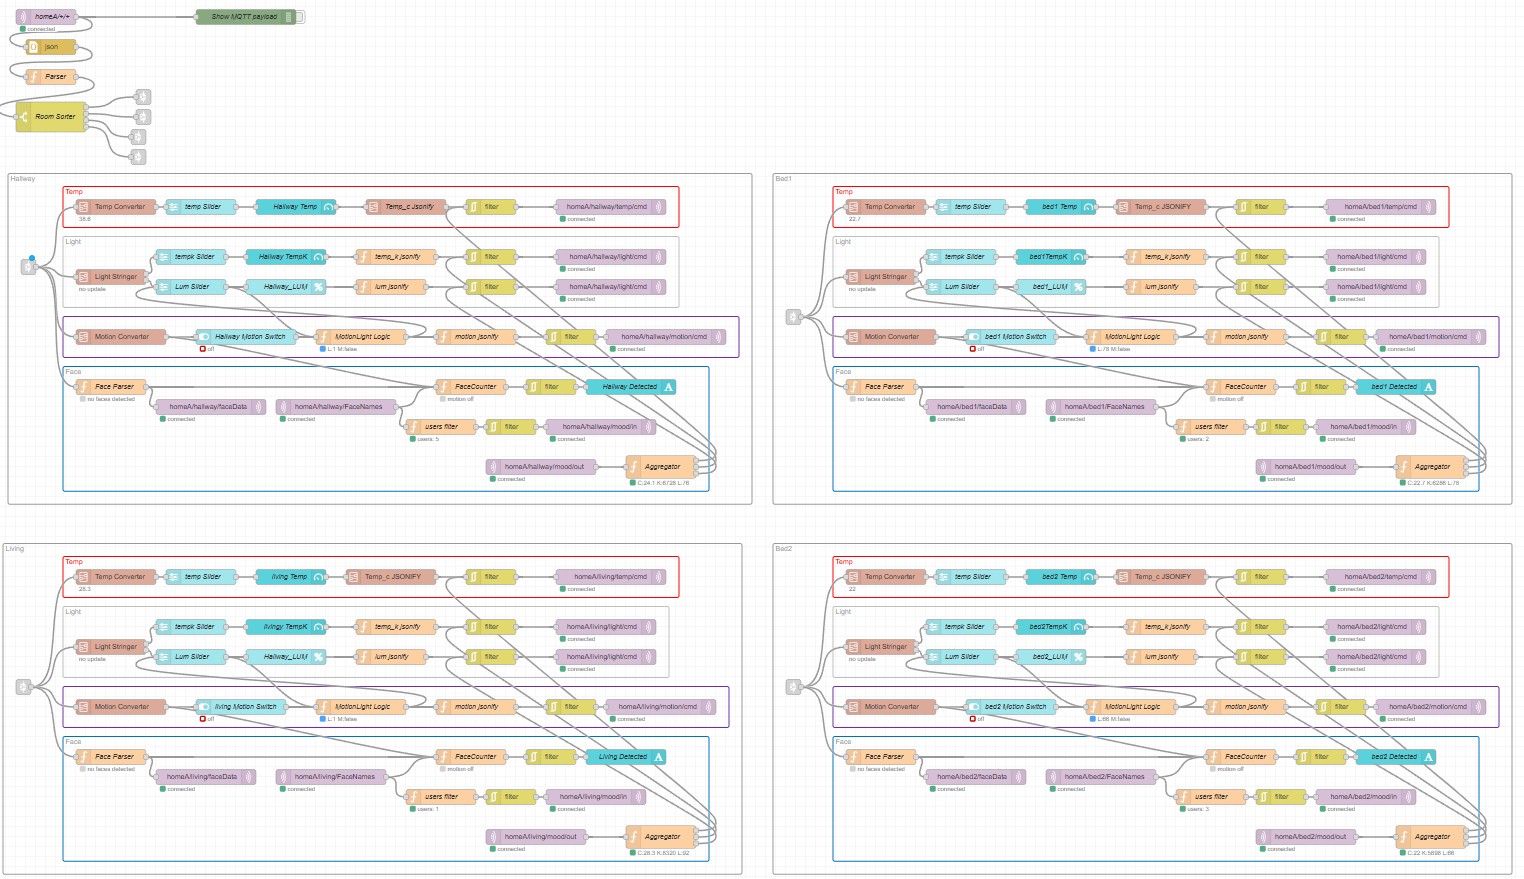 homeA/+/+
Show MQTT payload
connected
json
Parser
Room Sorter
Hallway
Temp
Temp Converter
temp Slider
Hallway Temp
Temp_c Jsonify
filter
homeA/hallway/temp/cmd
38.8
connected
Light
tempk Slider
Hallway TempK
temp_k jsonify
filter
homeA/hallway/light/cmd
connected
Light Stringer
no update
Lum Slider
Hallway_LUM
lum jsonify
filter
homeA/hallway/light/cmd
connected
Motion Converter
Hallway Motion Switch
MotionLight Logic
motion jsonify
filter
homeA/hallway/motion/cmd
off
L:1 M:false
connected
Face
Face Parser
FaceCounter
filter
Hallway Detected
no faces detected
motion off
homeA/hallway/faceData
homeA/hallway/FaceNames
connected
connected
users filter
filter
homeA/hallway/mood/in
users: 5
connected
homeA/hallway/mood/out
Aggregator
connected
C:24.1 K:6728 L:76
Bed1
Temp
Temp Converter
temp Slider
bed1 Temp
Temp_c JSONIFY
filter
homeA/bed1/temp/cmd
22.7
connected
Light
tempk Slider
bed1TempK
temp_k jsonify
filter
homeA/bed1/light/cmd
connected
Light Stringer
no update
Lum Slider
bed1_LUM
lum jsonify
filter
homeA/bed1/light/cmd
connected
Motion Converter
bed1 Motion Switch
MotionLight Logic
motion jsonify
filter
homeA/bed1/motion/cmd
off
L:78 M:false
connected
Face
Face Parser
FaceCounter
filter
bed1 Detected
no faces detected
motion off
homeA/bed1/faceData
homeA/bed1/FaceNames
connected
connected
users filter
filter
homeA/bed1/mood/in
users: 2
connected
homeA/bed1/mood/out
Aggregator
connected
C:22.7 K:6286 L:78
Living
Temp
Temp Converter
temp Slider
living Temp
Temp_c JSONIFY
filter
homeA/living/temp/cmd
28.3
connected
Light
tempk Slider
livingy TempK
temp_k jsonify
filter
homeA/living/light/cmd
connected
Light Stringer
no update
Lum Slider
Hallway_LUM
lum jsonify
filter
homeA/living/light/cmd
connected
Motion Converter
living Motion Switch
MotionLight Logic
motion jsonify
filter
homeA/living/motion/cmd
off
L:1 M:false
connected
Face
Face Parser
FaceCounter
filter
Living Detected
no faces detected
motion off
homeA/living/faceData
homeA/living/FaceNames
connected
connected
users filter
filter
homeA/living/mood/in
users: 1
connected
homeA/living/mood/out
Aggregator
connected
C:28.3 K:6320 L:92
Bed2
Temp
Temp Converter
temp Slider
bed2 Temp
Temp_c JSONIFY
filter
homeA/bed2/temp/cmd
22
connected
Light
tempk Slider
bed2TempK
temp_k jsonify
filter
homeA/bed2/light/cmd
connected
Light Stringer
no update
Lum Slider
bed2_LUM
lum jsonify
filter
homeA/bed2/light/cmd
connected
Motion Converter
bed2 Motion Switch
MotionLight Logic
motion jsonify
filter
homeA/bed2/motion/cmd
off
L:66 M:false
connected
Face
Face Parser
FaceCounter
filter
bed2 Detected
no faces detected
motion off
homeA/bed2/faceData
homeA/bed2/FaceNames
connected
connected
users filter
filter
homeA/bed2/mood/in
users: 3
connected
homeA/bed2/mood/out
Aggregator
connected
C:22 K:5898 L:66